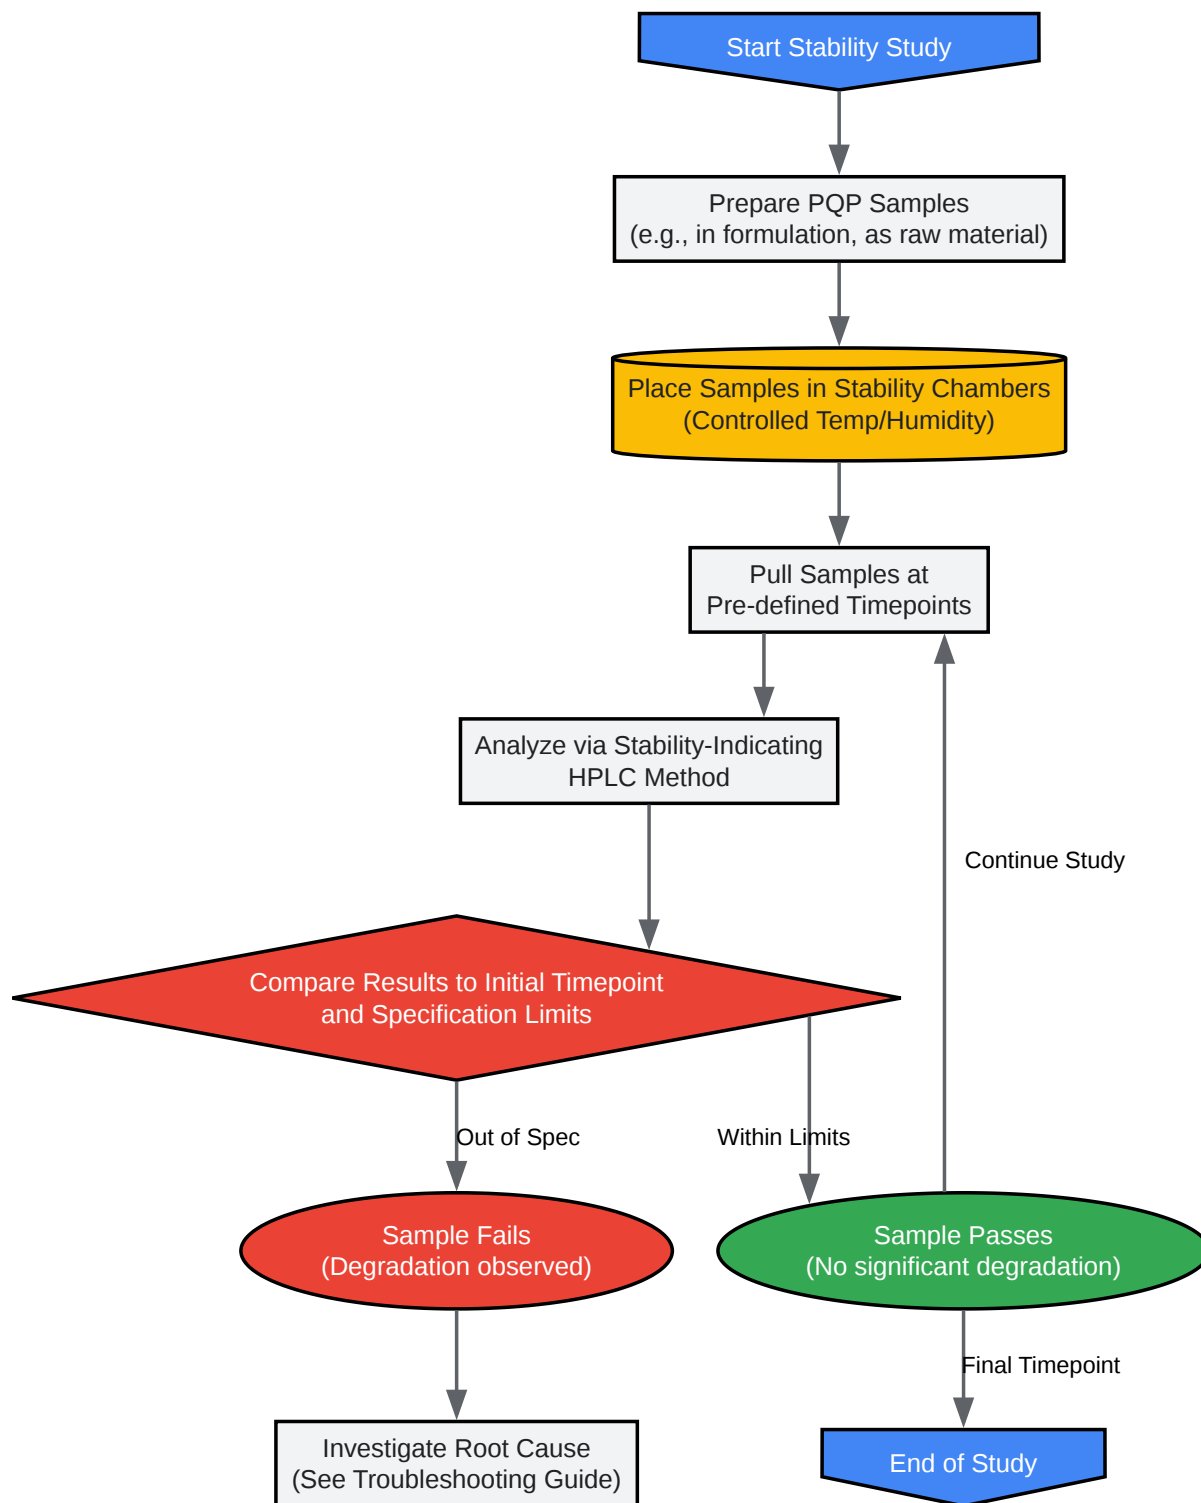 Start Stability Study
Prepare PQP Samples
(e.g., in formulation, as raw material)
Place Samples in Stability Chambers
(Controlled Temp/Humidity)
Pull Samples at
Pre-defined Timepoints
Analyze via Stability-Indicating
HPLC Method
Continue Study
Compare Results to Initial Timepoint
and Specification Limits
Out of Spec
Within Limits
Sample Fails
(Degradation observed)
Sample Passes
(No significant degradation)
Final Timepoint
Investigate Root Cause
(See Troubleshooting Guide)
End of Study